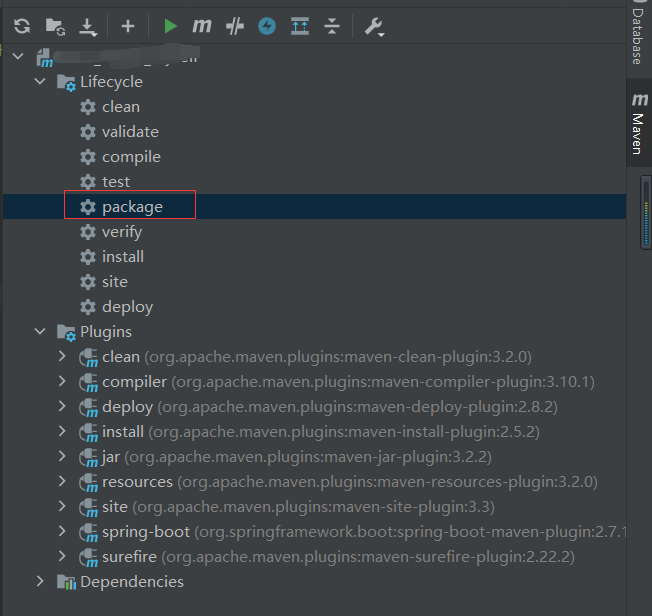 Lifecycle
clean
validate
compile
test
package
verify
install
site
deploy
Plugins
clean (org.apache.maven.plugins:maven-clean-plugin:3.2.0)
compiler (org.apache.maven.plugins:maven-compiler-plugin:3.10.1)
deploy (org.apache.maven.plugins:maven-deploy-plugin:2.8.2)
install (org.apache.maven.plugins:maven-install-plugin:2.5.2)
jar (org.apache.maven.plugins:maven-jar-plugin:3.2.2)
resources (org.apache.maven.plugins:maven-resources-plugin:3.2.0)
site (org.apache.maven.plugins:maven-site-plugin:3.3)
spring-boot (org.springframework.boot:spring-boot-maven-plugin:2.7.1
surefire (org.apache.maven.plugins:maven-surefire-plugin:2.22.2)
Dependencies
Database
Maven